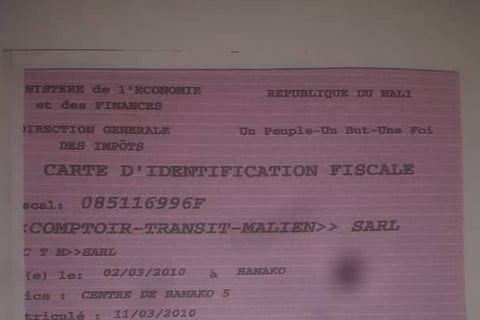 NISTERE de l'ECONOMIE
et des FINANCES
REPUBLIQUE DU MALI
DIRECTION GENERALE
DES IMPÔTS
Un Peuple-Un But-Une Foi
CARTE D'IDENTIFICATION FISCALE
scal: 085116996F
<COMPTOIR-TRANSIT-MALIEN>> SARL
C T M>>SARL
(e) le: 02/03/2010 à BAMAKO
ice : CENTRE DE BAMAKO 5
triculé : 11/03/2010